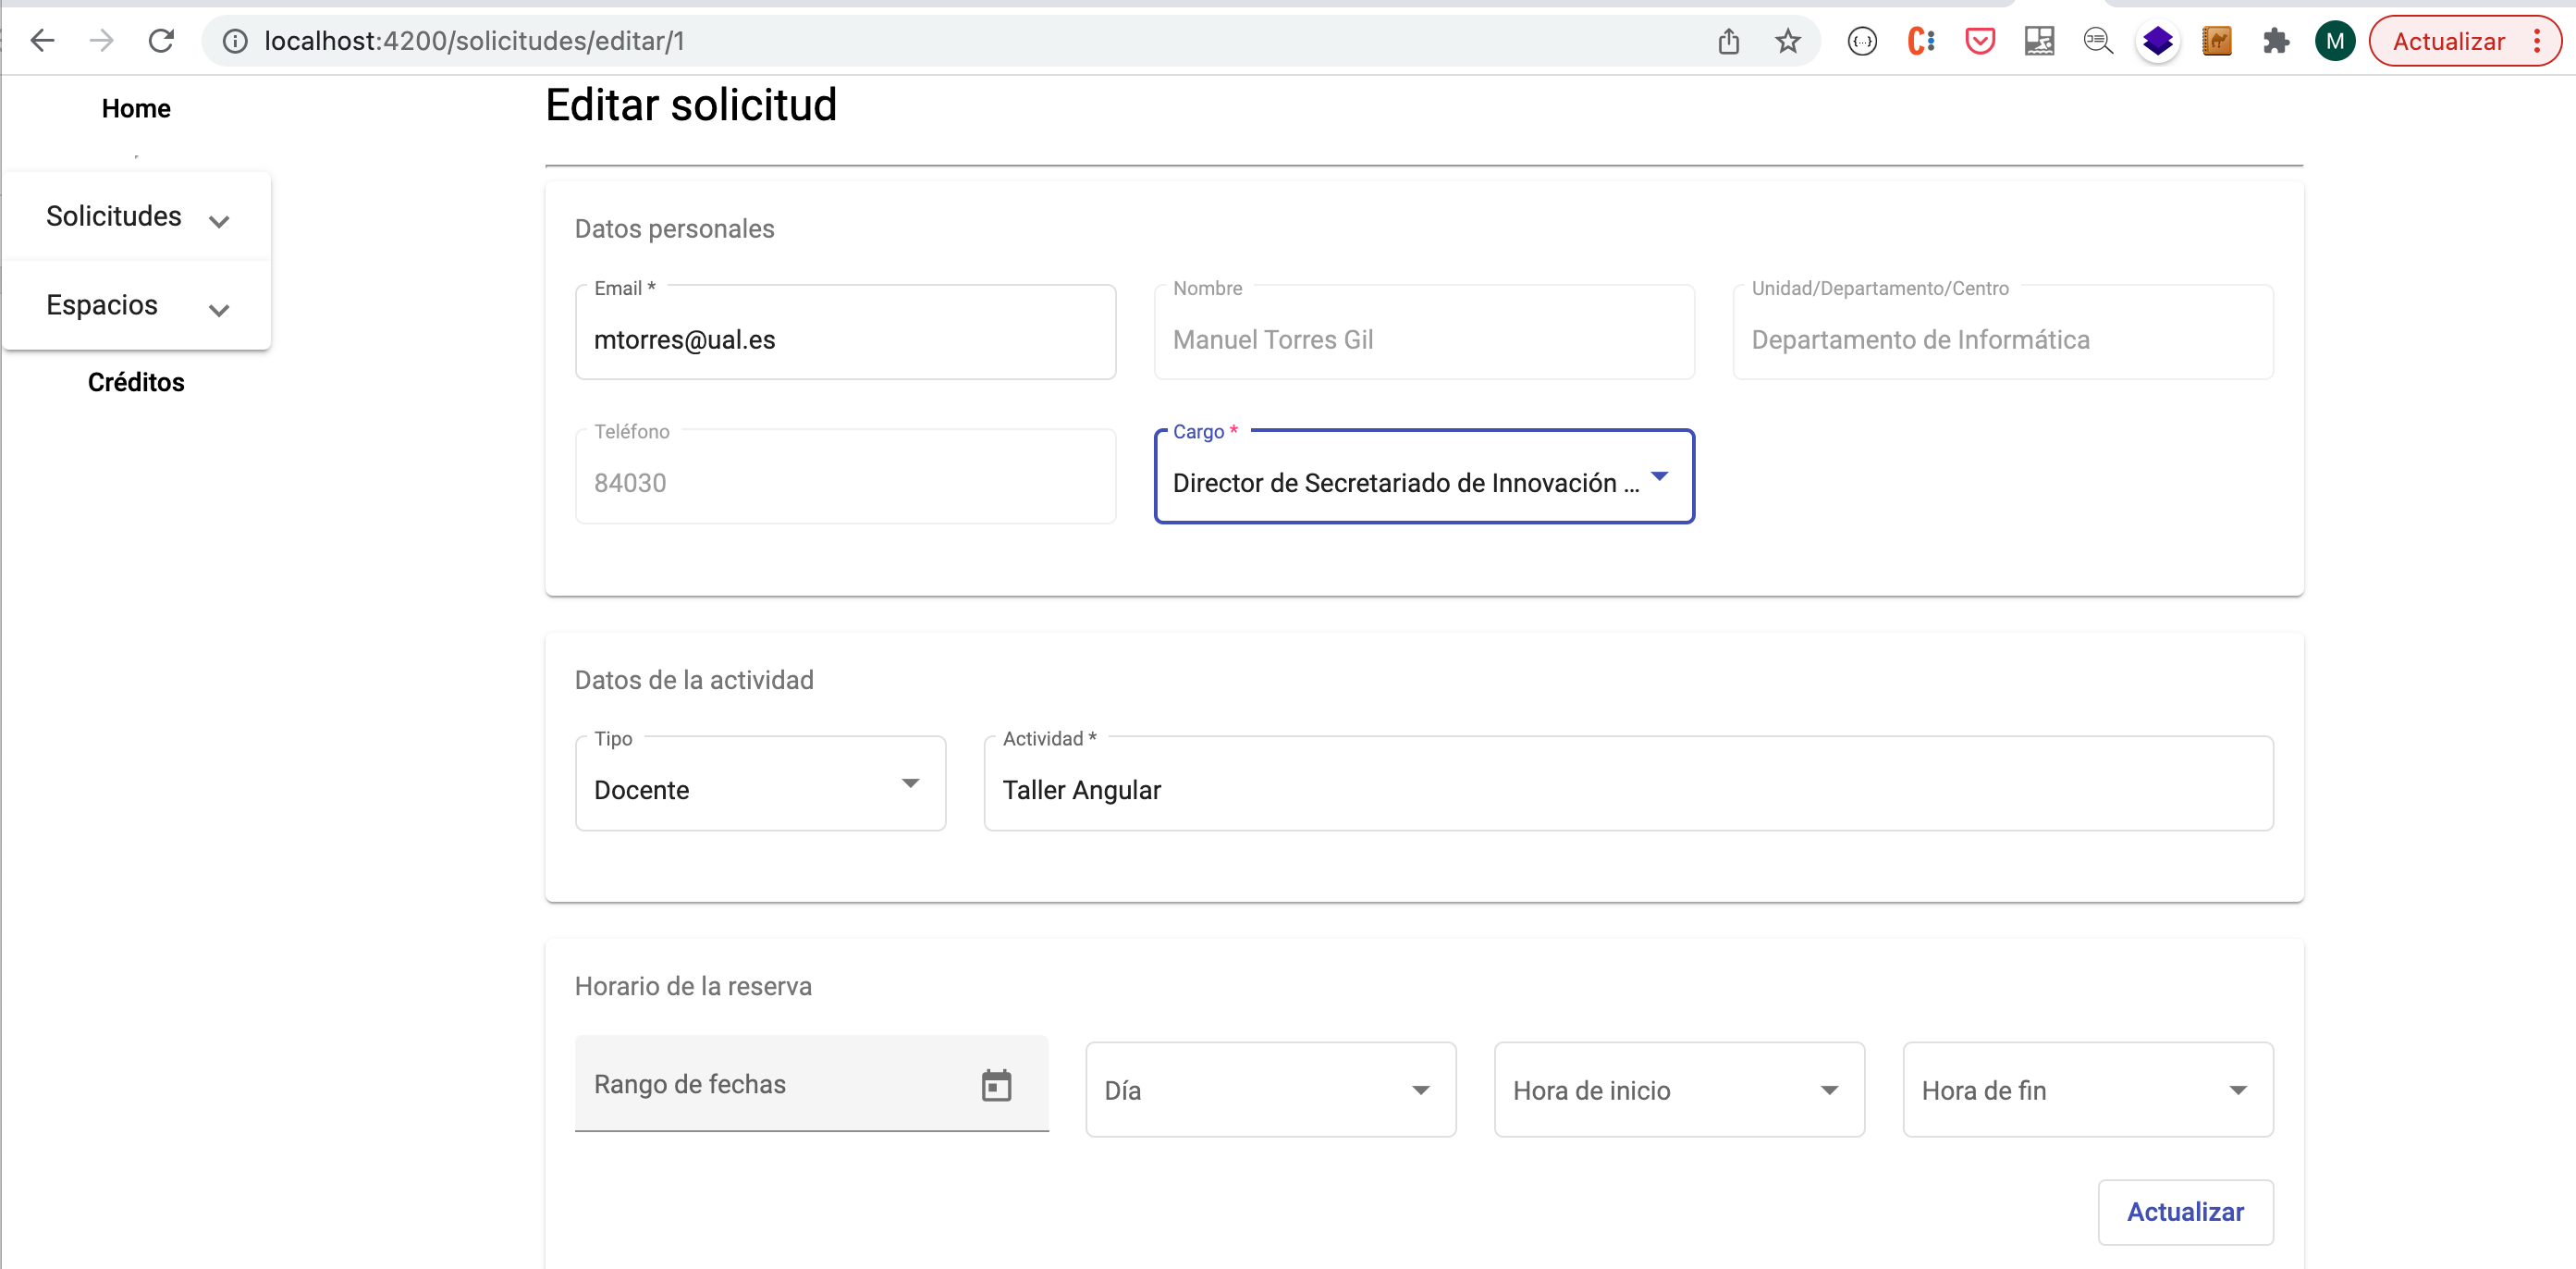 localhost:4200/solicitudes/editar/1
M
Actualizar
Home
Solicitudes
Espacios
Créditos
Editar solicitud
Datos personales
Email *
mtorres@ual.es
Nombre
Manuel Torres Gil
Unidad/Departamento/Centro
Departamento de Informática
Teléfono
84030
Cargo *
Director de Secretariado de Innovación ...
Datos de la actividad
Tipo
Docente
Actividad *
Taller Angular
Horario de la reserva
Rango de fechas
Día
Hora de inicio
Hora de fin
Actualizar